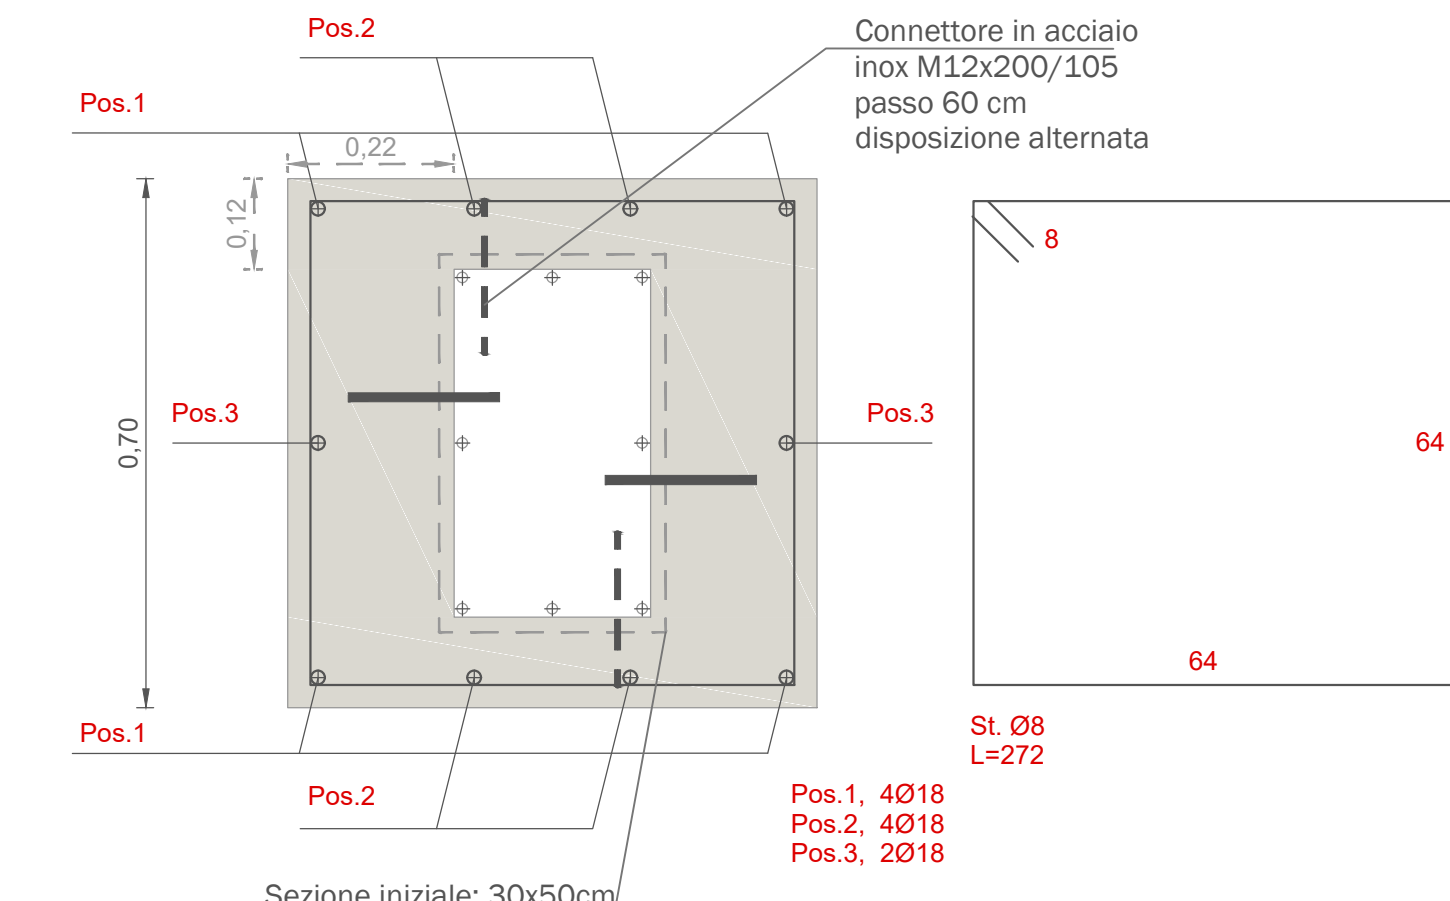 Pos.2
Connettore in acciaio
inox M12x200/105
passo 60 cm
disposizione alternata
Pos.1
0,22
0,12
8
Pos.3
Pos.3
0,70
64
64
Pos.1
St. Ø8
L=272
Pos.2
Pos.1, 4Ø18
Pos.2, 4Ø18
Pos.3, 2Ø18
Sezione iniziale: 30x50cm